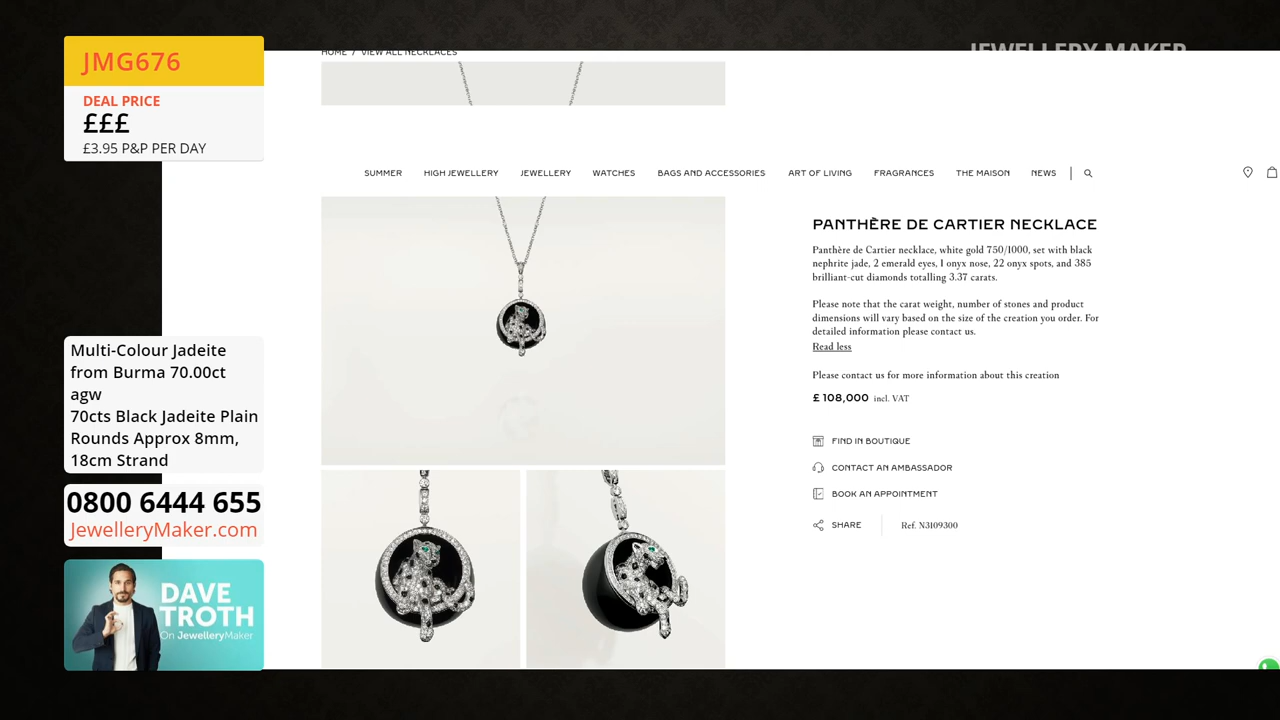 JMG676
DEAL PRICE
£££
£3.95 P&P PER DAY
Multi-Colour Jadeite
from Burma 70.00ct
agw
70cts Black Jadeite Plain
Rounds Approx 8mm,
18cm Strand
0800 6444 655
JewelleryMaker.com
DAVE
TROTH
On JewelleryMaker
JEWELLERY MAKER
HOME / VIEW ALL NECKLACES
SUMMER HIGH JEWELLERY JEWELLERY WATCHES BAGS AND ACCESSORIES ART OF LIVING FRAGRANCES THE MAISON NEWS
PANTHÈRE DE CARTIER NECKLACE
Panthère de Cartier necklace, white gold 750/1000, set with black
nephrite jade, 2 emerald eyes, 1 onyx nose, 22 onyx spots, and 385
brilliant-cut diamonds totalling 3.37 carats.
Please note that the carat weight, number of stones and product
dimensions will vary based on the size of the creation you order. For
detailed information please contact us.
Read less
Please contact us for more information about this creation
£ 108,000 incl. VAT
FIND IN BOUTIQUE
CONTACT AN AMBASSADOR
BOOK AN APPOINTMENT
SHARE Ref. N3109300